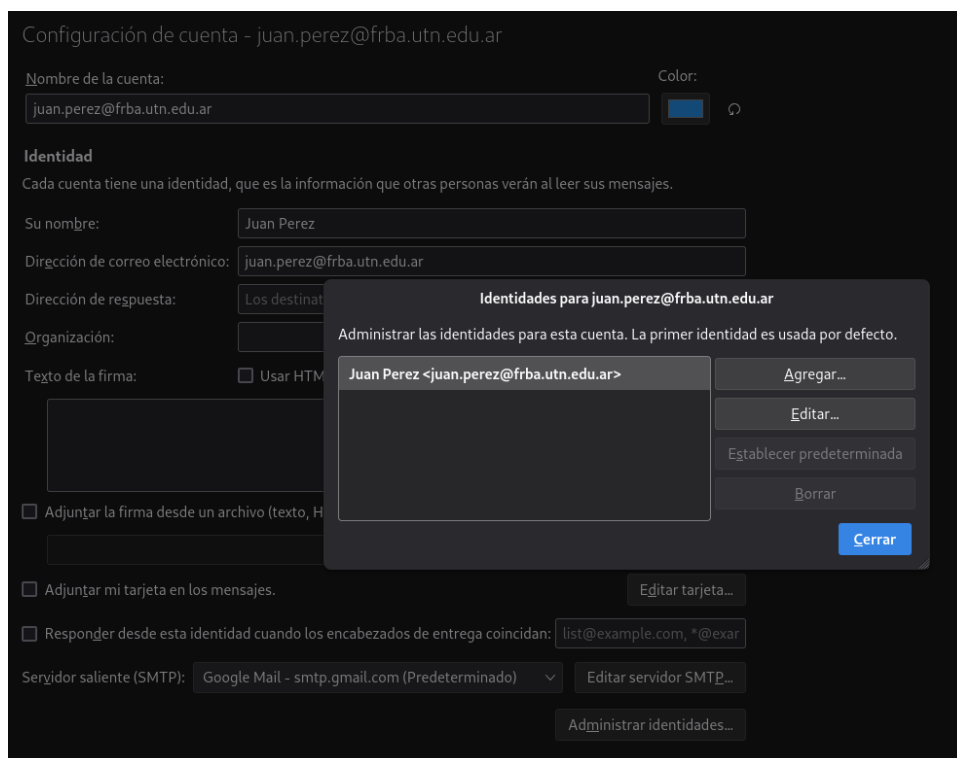 Configuración de cuenta - juan.perez@frba.utn.edu.ar
Nombre de la cuenta:
Color:
juan.perez@frba.utn.edu.ar
Identidad
Cada cuenta tiene una identidad, que es la información que otras personas verán al leer sus mensajes.
Su nombre:
Juan Perez
Dirección de correo electrónico:
juan.perez@frba.utn.edu.ar
Dirección de respuesta:
Los destinat
Organización:
Texto de la firma:
Usar HTM
Adjuntar la firma desde un archivo (texto, H
Identidades para juan.perez@frba.utn.edu.ar
Administrar las identidades para esta cuenta. La primer identidad es usada por defecto.
Juan Perez <juan.perez@frba.utn.edu.ar>
Agregar...
Editar...
Establecer predeterminada
Borrar
Cerrar
Adjuntar mi tarjeta en los mensajes.
Editar tarjeta...
Responder desde esta identidad cuando los encabezados de entrega coincidan:
list@example.com, *@exar
Servidor saliente (SMTP):
Google Mail - smtp.gmail.com (Predeterminado)
Editar servidor SMTP...
Administrar identidades...